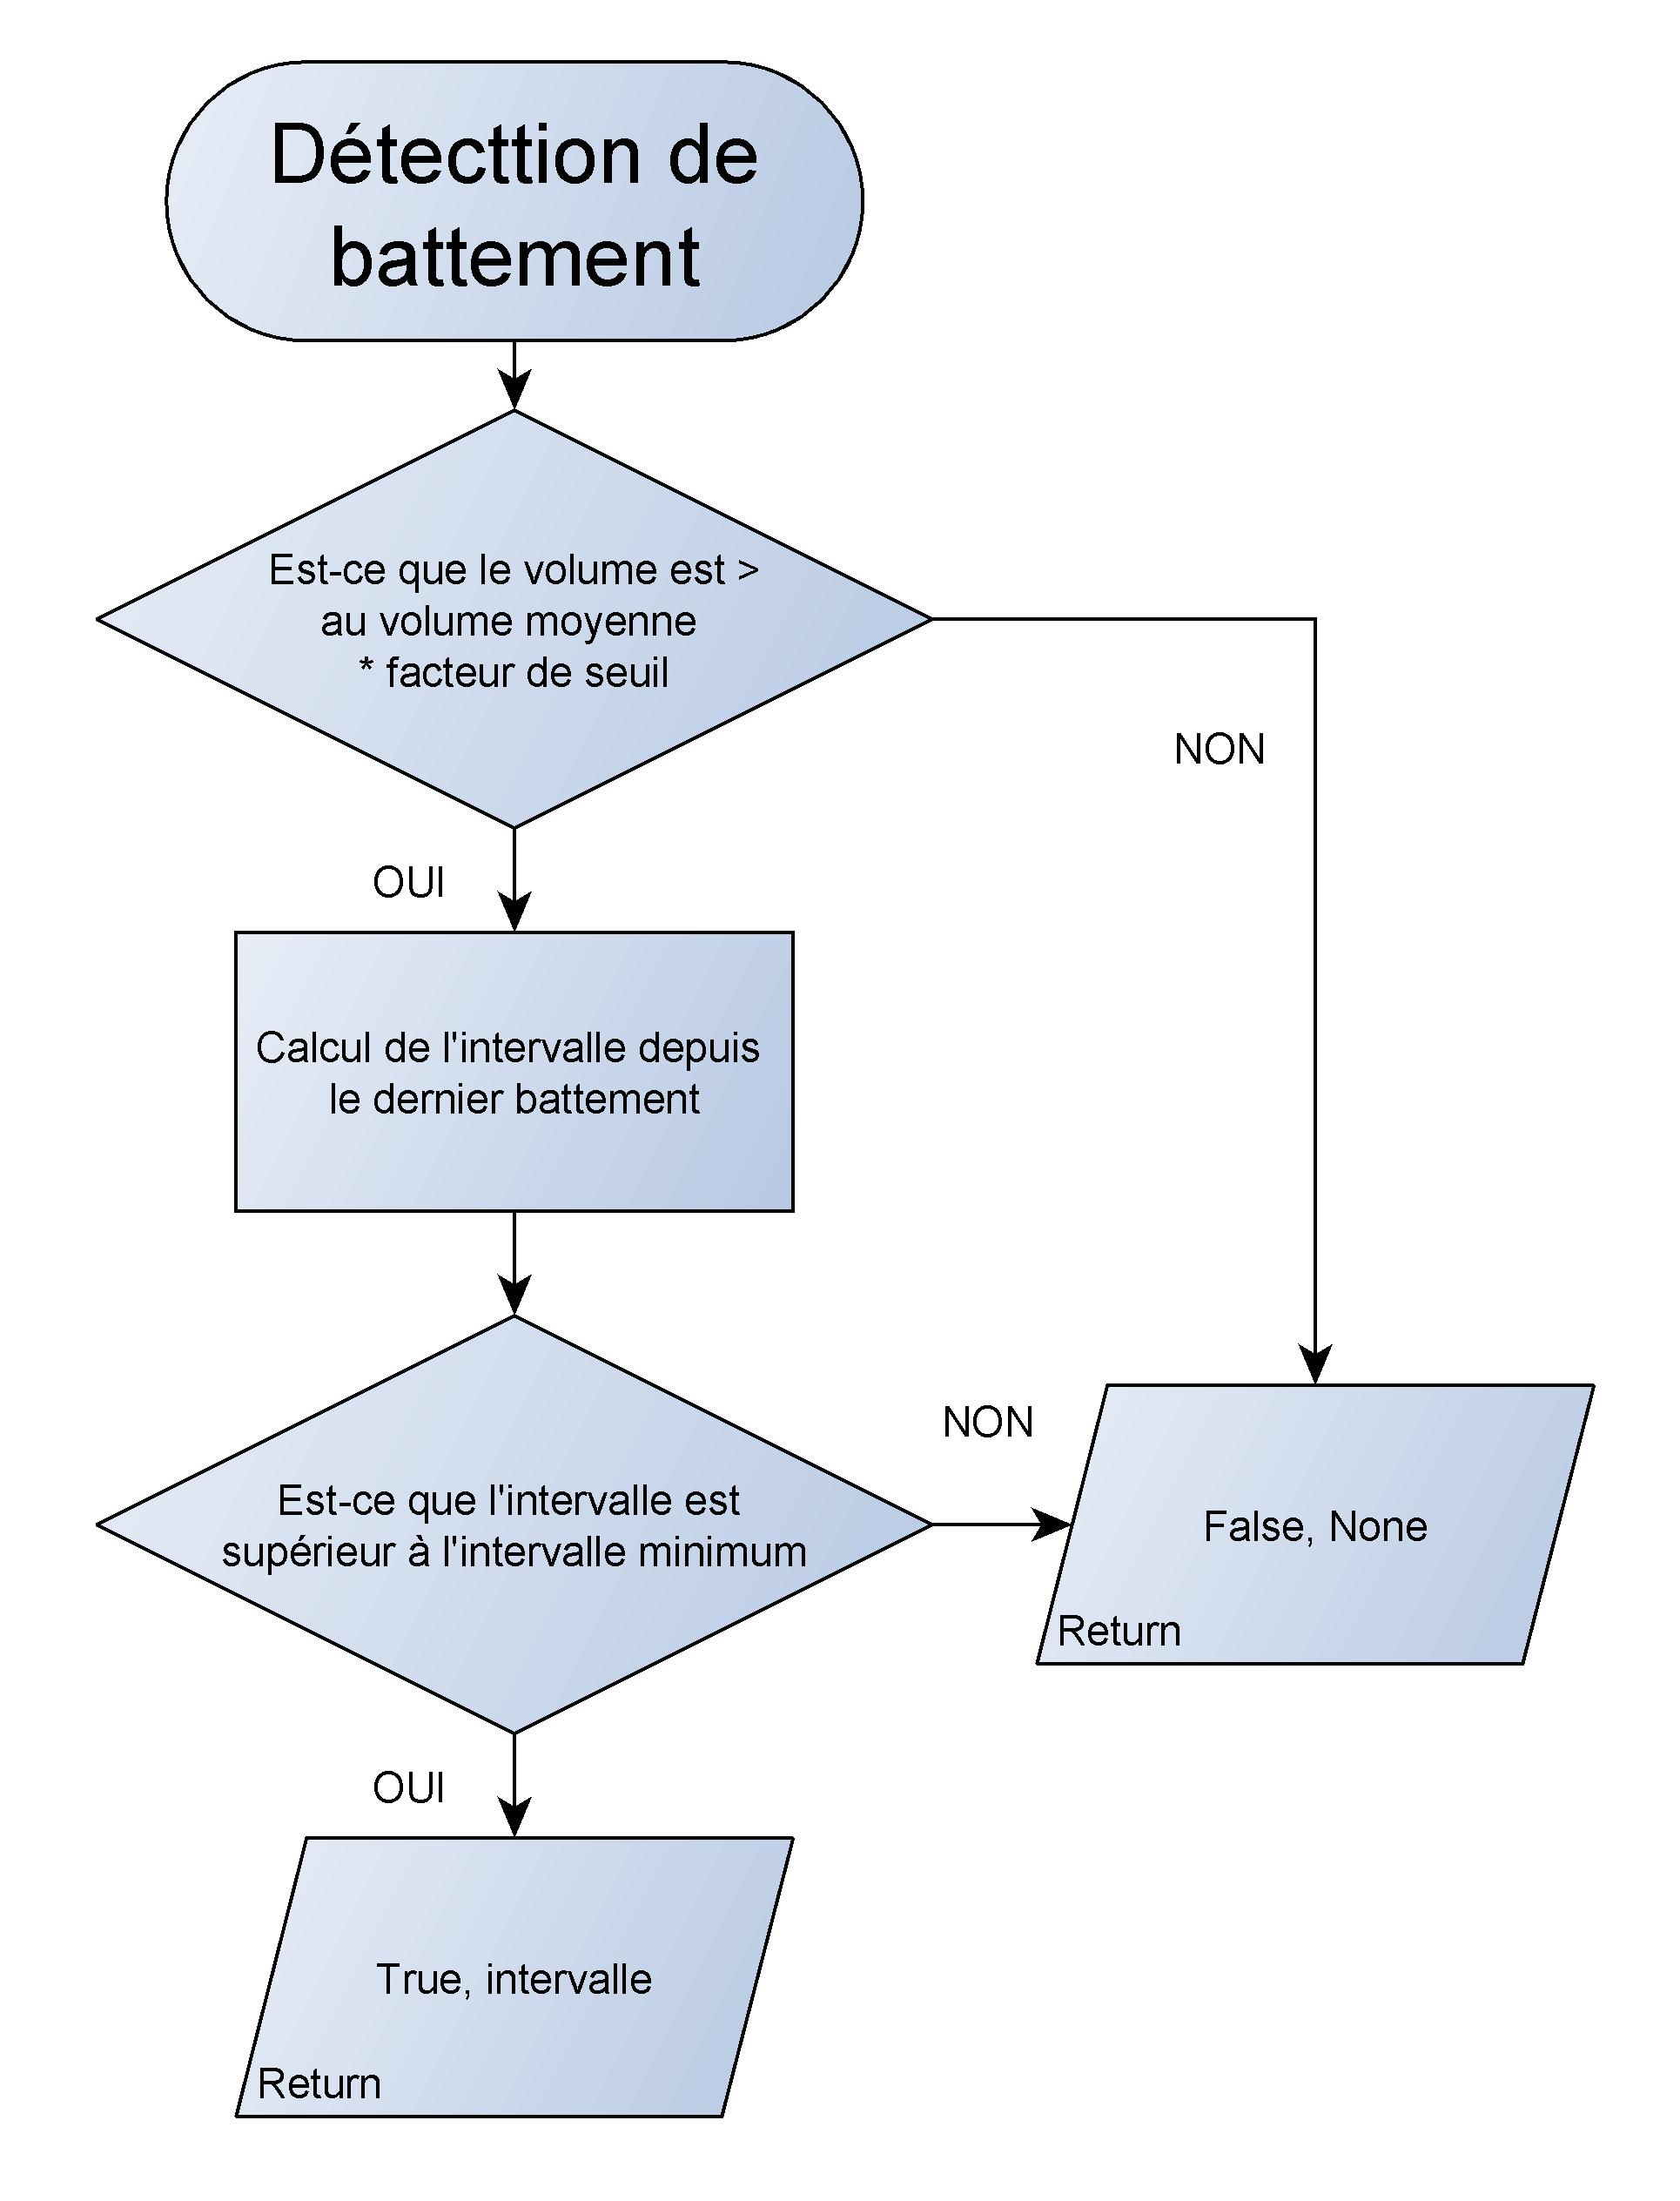 Détecttion de
battement
Est-ce que le volume est >
au volume moyenne
* facteur de seuil
NON
OUI
Calcul de l'intervalle depuis
le dernier battement
NON
Est-ce que l'intervalle est
supérieur à l'intervalle minimum
False, None
Return
OUI
True, intervalle
Return